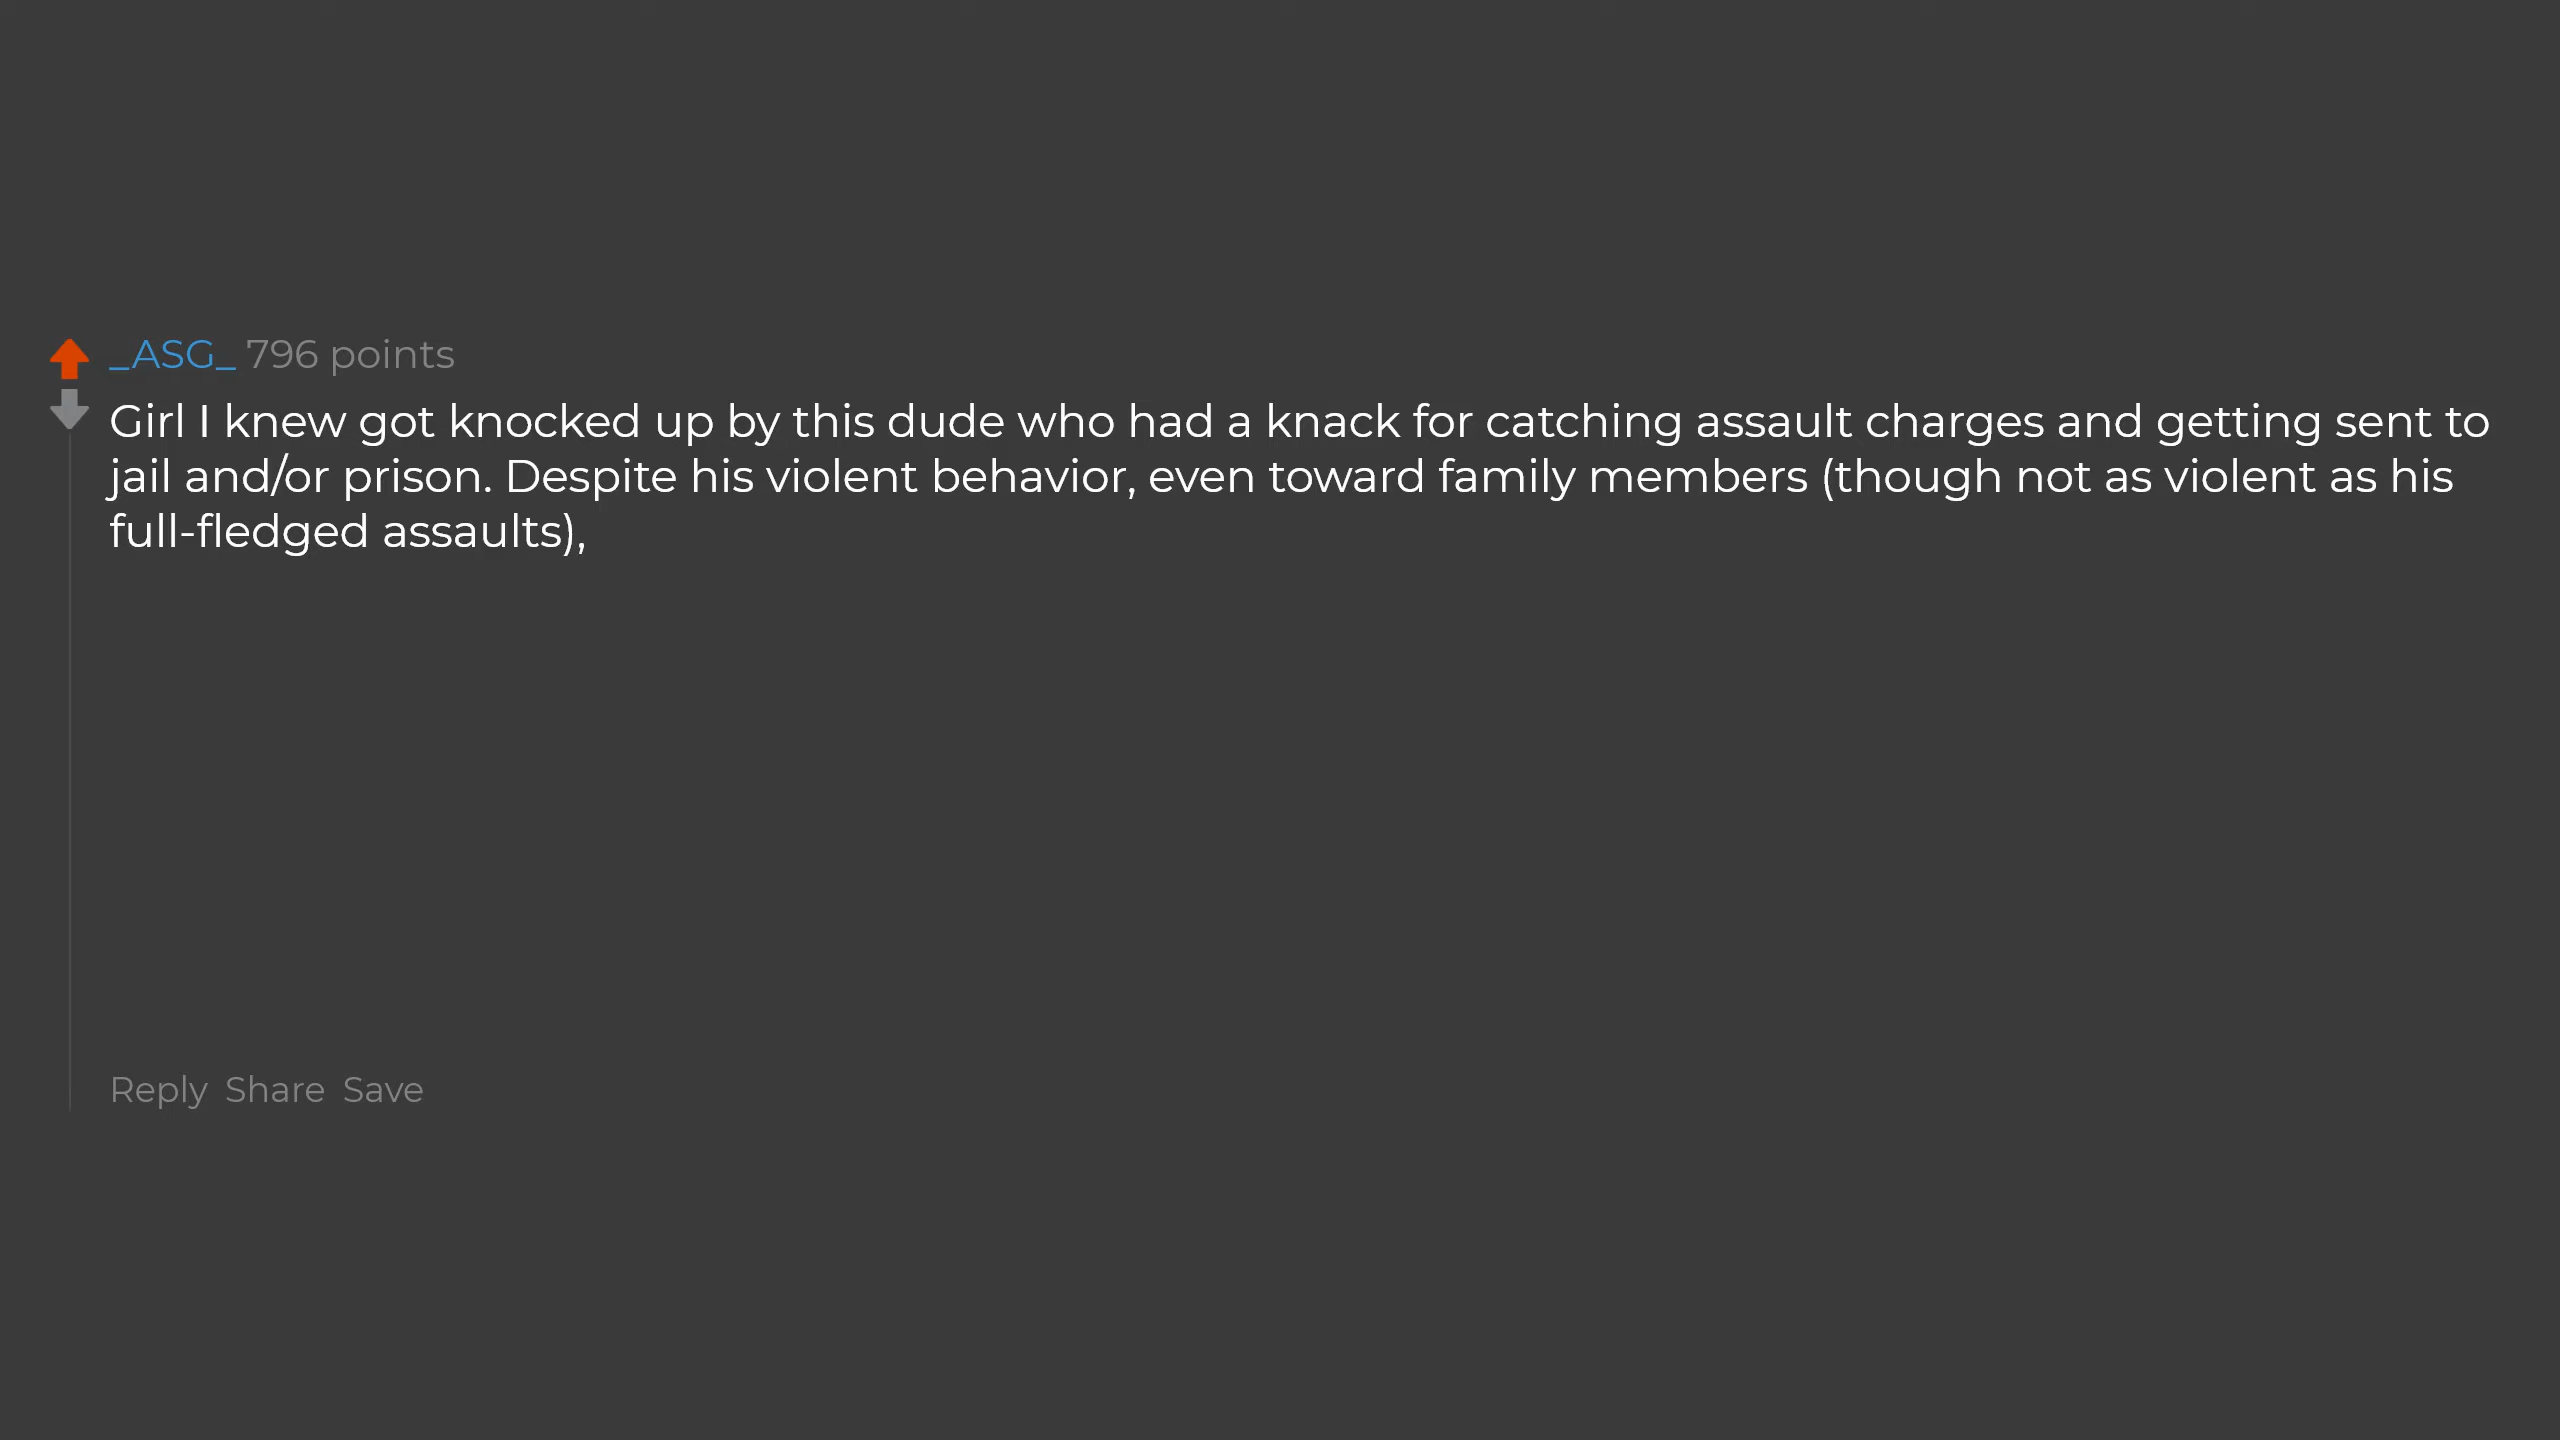 _ASG_ 796 points
Girl I knew got knocked up by this dude who had a knack for catching assault charges and getting sent to
jail and/or prison. Despite his violent behavior, even toward family members (though not as violent as his
full-fledged assaults),
Reply Share Save